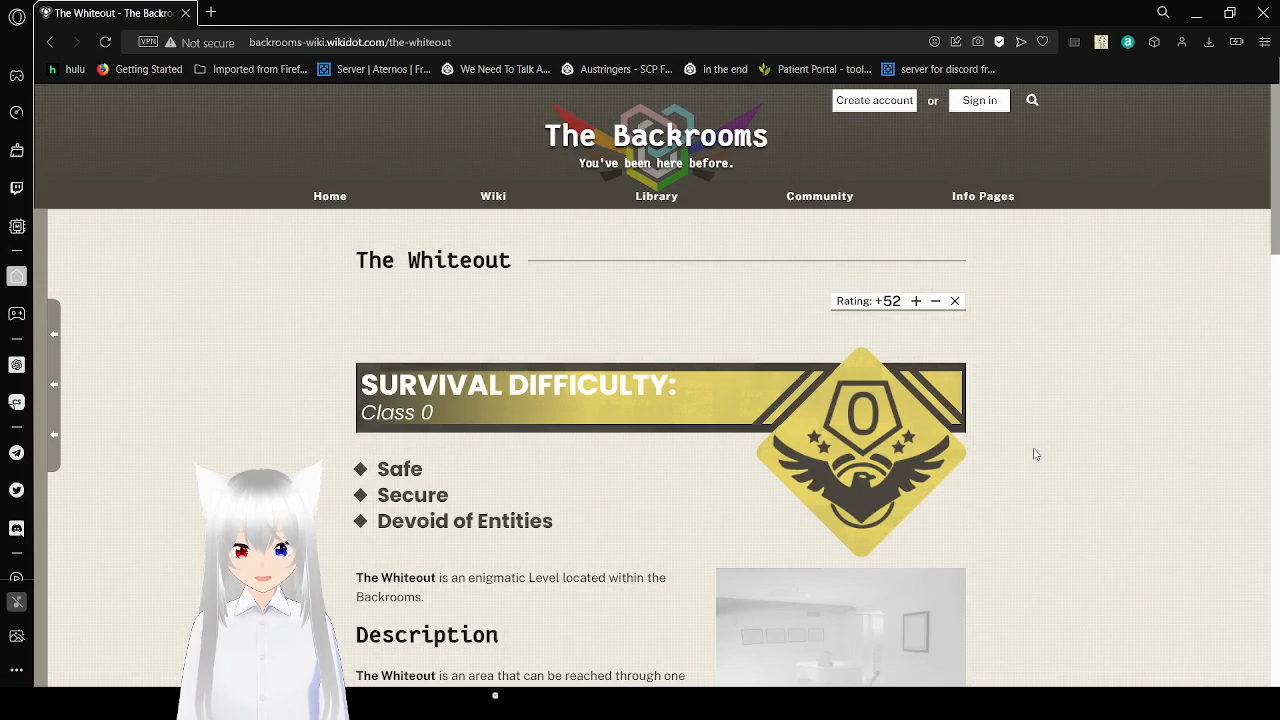 The Whiteout - The Backro
VPN
Not secure
backrooms-wiki.wikidot.com/the-whiteout
hulu
Getting Started
Imported from Firef...
Server | Aternos | Fr...
We Need To Talk A...
Austringers - SCP F...
in the end
Patient Portal - tool...
server for discord fr...
Create account or Sign in
The Backrooms
You've been here before.
Home
Wiki
Library
Community
Info Pages
The Whiteout
Rating: +52 + − ×
SURVIVAL DIFFICULTY:
Class 0
0
Safe
Secure
Devoid of Entities
The Whiteout is an enigmatic Level located within the
Backrooms.
Description
The Whiteout is an area that can be reached through one